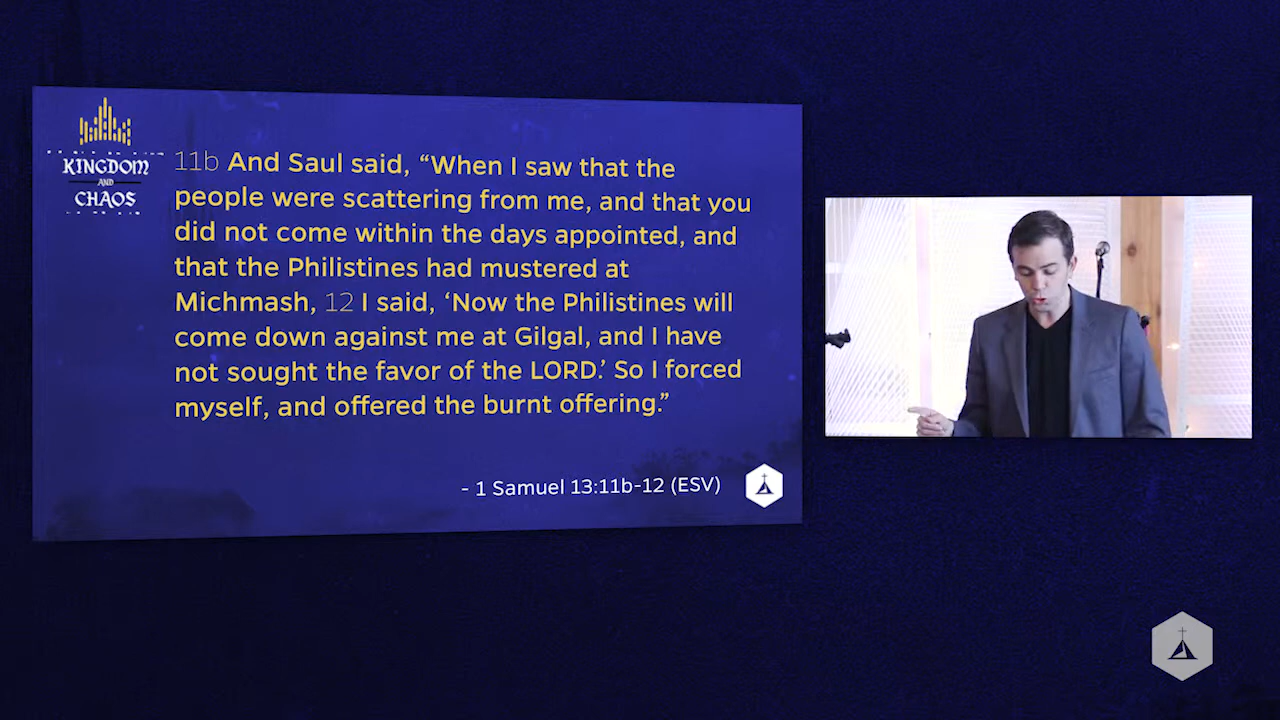 KINGDOM
AND
CHAOS
11b And Saul said, “When I saw that the
people were scattering from me, and that you
did not come within the days appointed, and
that the Philistines had mustered at
Michmash, 12 I said, ‘Now the Philistines will
come down against me at Gilgal, and I have
not sought the favor of the LORD.’ So I forced
myself, and offered the burnt offering.”
- 1 Samuel 13:11b-12 (ESV)